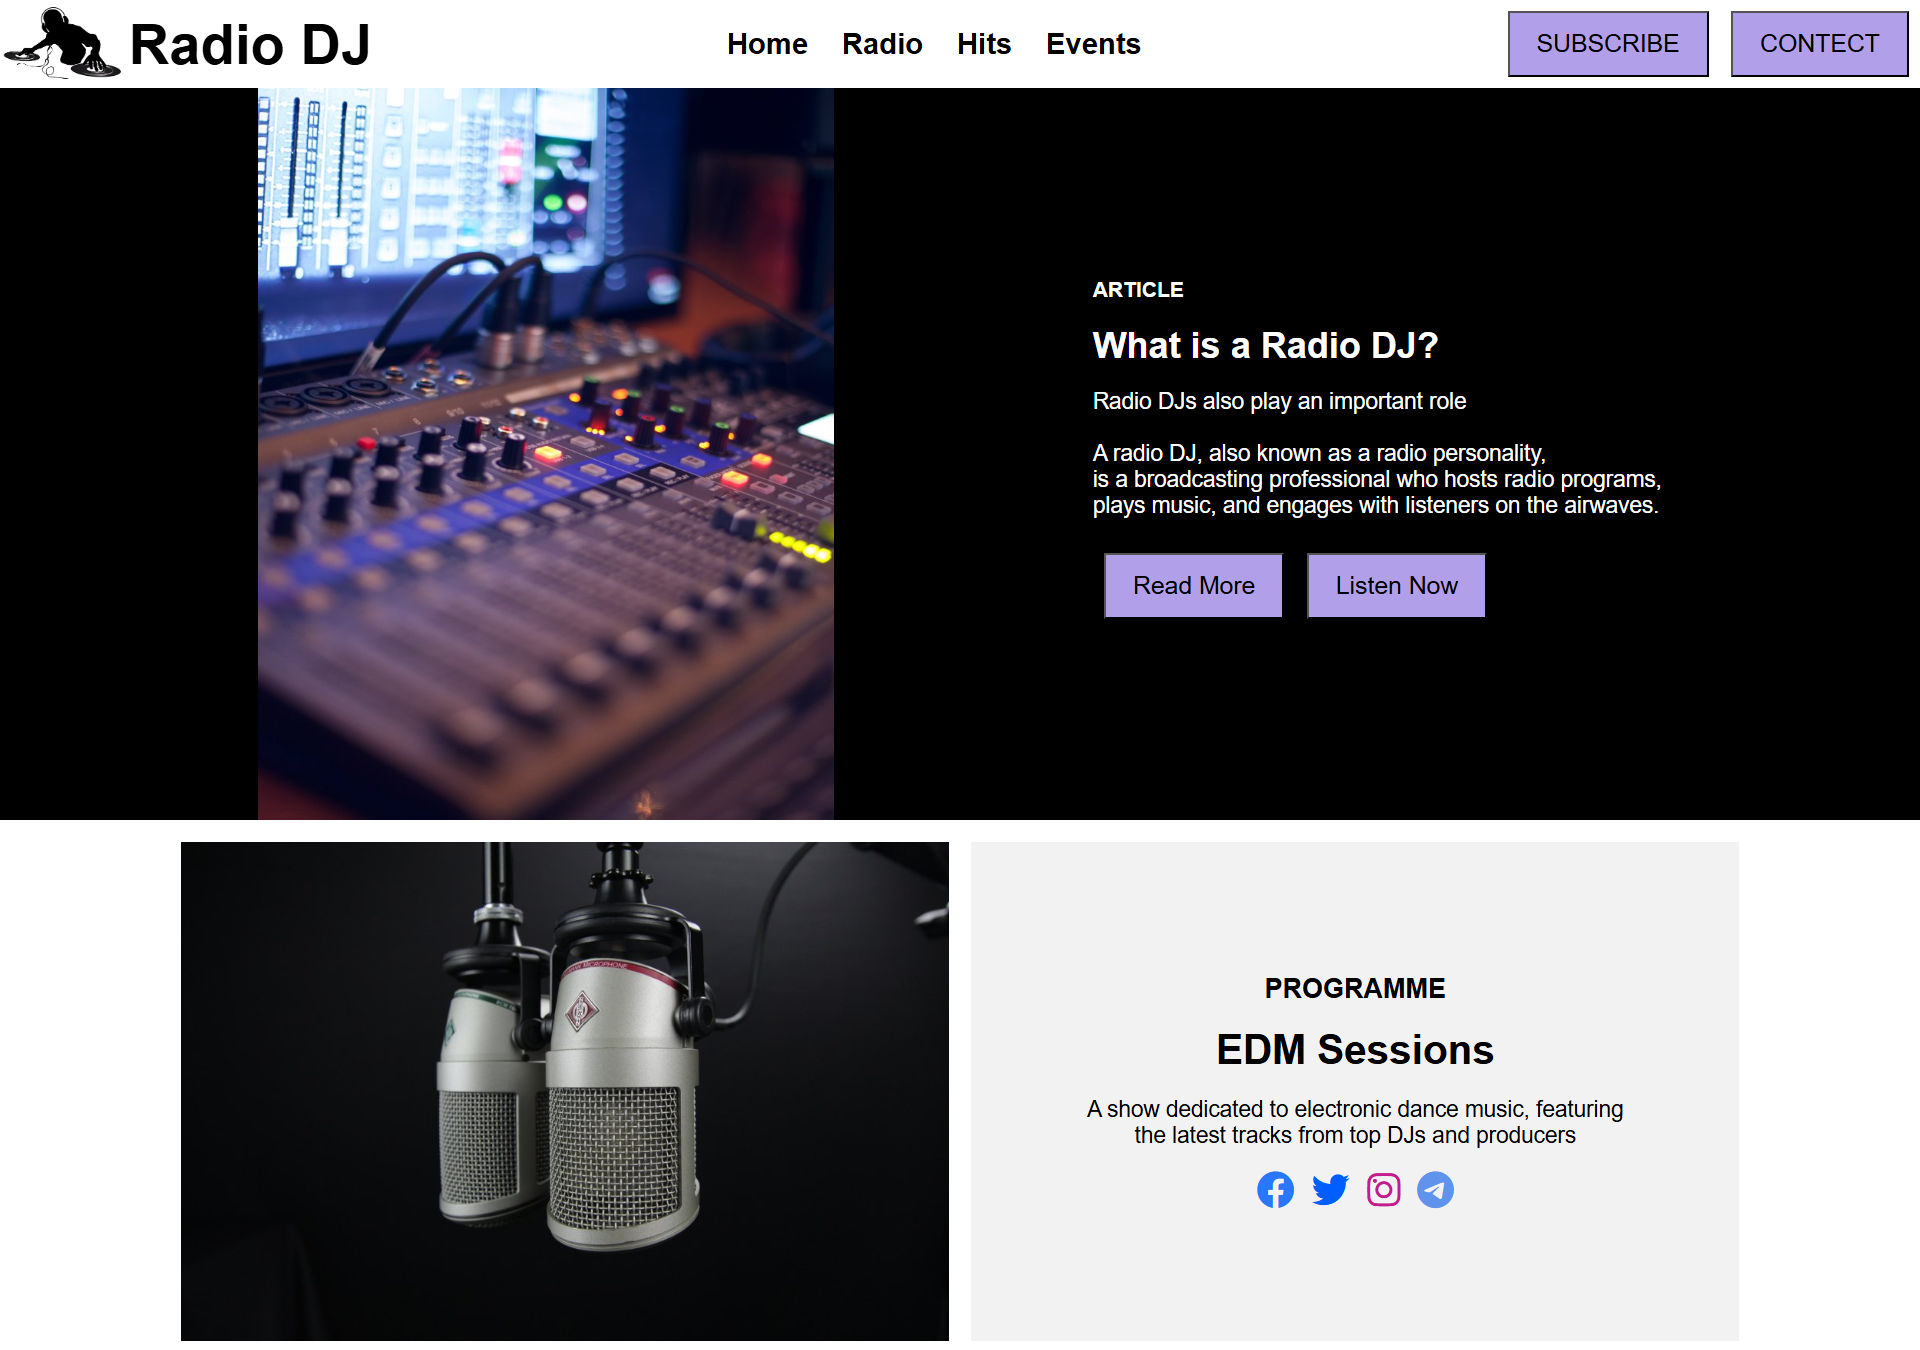 Radio DJ
Home Radio Hits Events
SUBSCRIBE CONTECT
ARTICLE
What is a Radio DJ?
Radio DJs also play an important role
A radio DJ, also known as a radio personality,
is a broadcasting professional who hosts radio programs,
plays music, and engages with listeners on the airwaves.
Read More Listen Now
PROGRAMME
EDM Sessions
A show dedicated to electronic dance music, featuring
the latest tracks from top DJs and producers